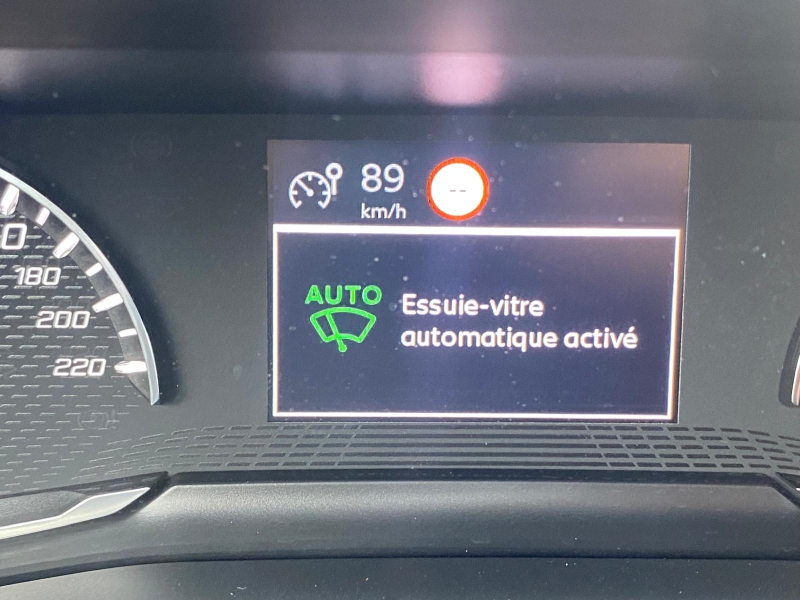 89
km/h
--
AUTO
Essuie-vitre
automatique activé
180
200
220